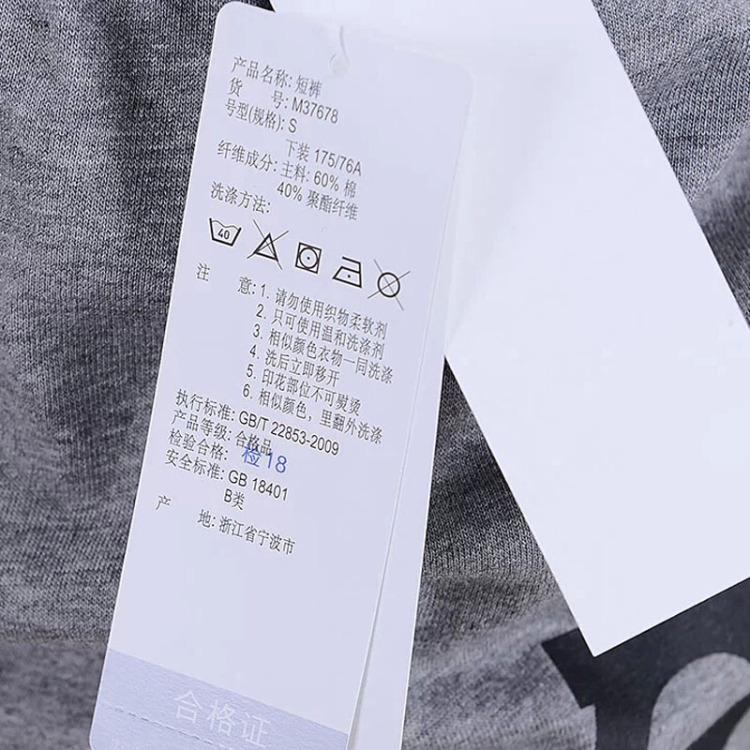 产品名称: 短裤
货 号: M37678
号型(规格): S
下装 175/76A
纤维成分: 主料: 60% 棉
40% 聚酯纤维
洗涤方法:
40
注 意: 1. 请勿使用织物柔软剂
2. 只可使用温和洗涤剂
3. 相似颜色衣物一同洗涤
4. 洗后立即移开
5. 印花部位不可熨烫
6. 相似颜色，里翻外洗涤
执行标准: GB/T 22853-2009
产品等级: 合格品
检验合格: 检18
安全标准: GB 18401
B类
产 地: 浙江省宁波市
合格证